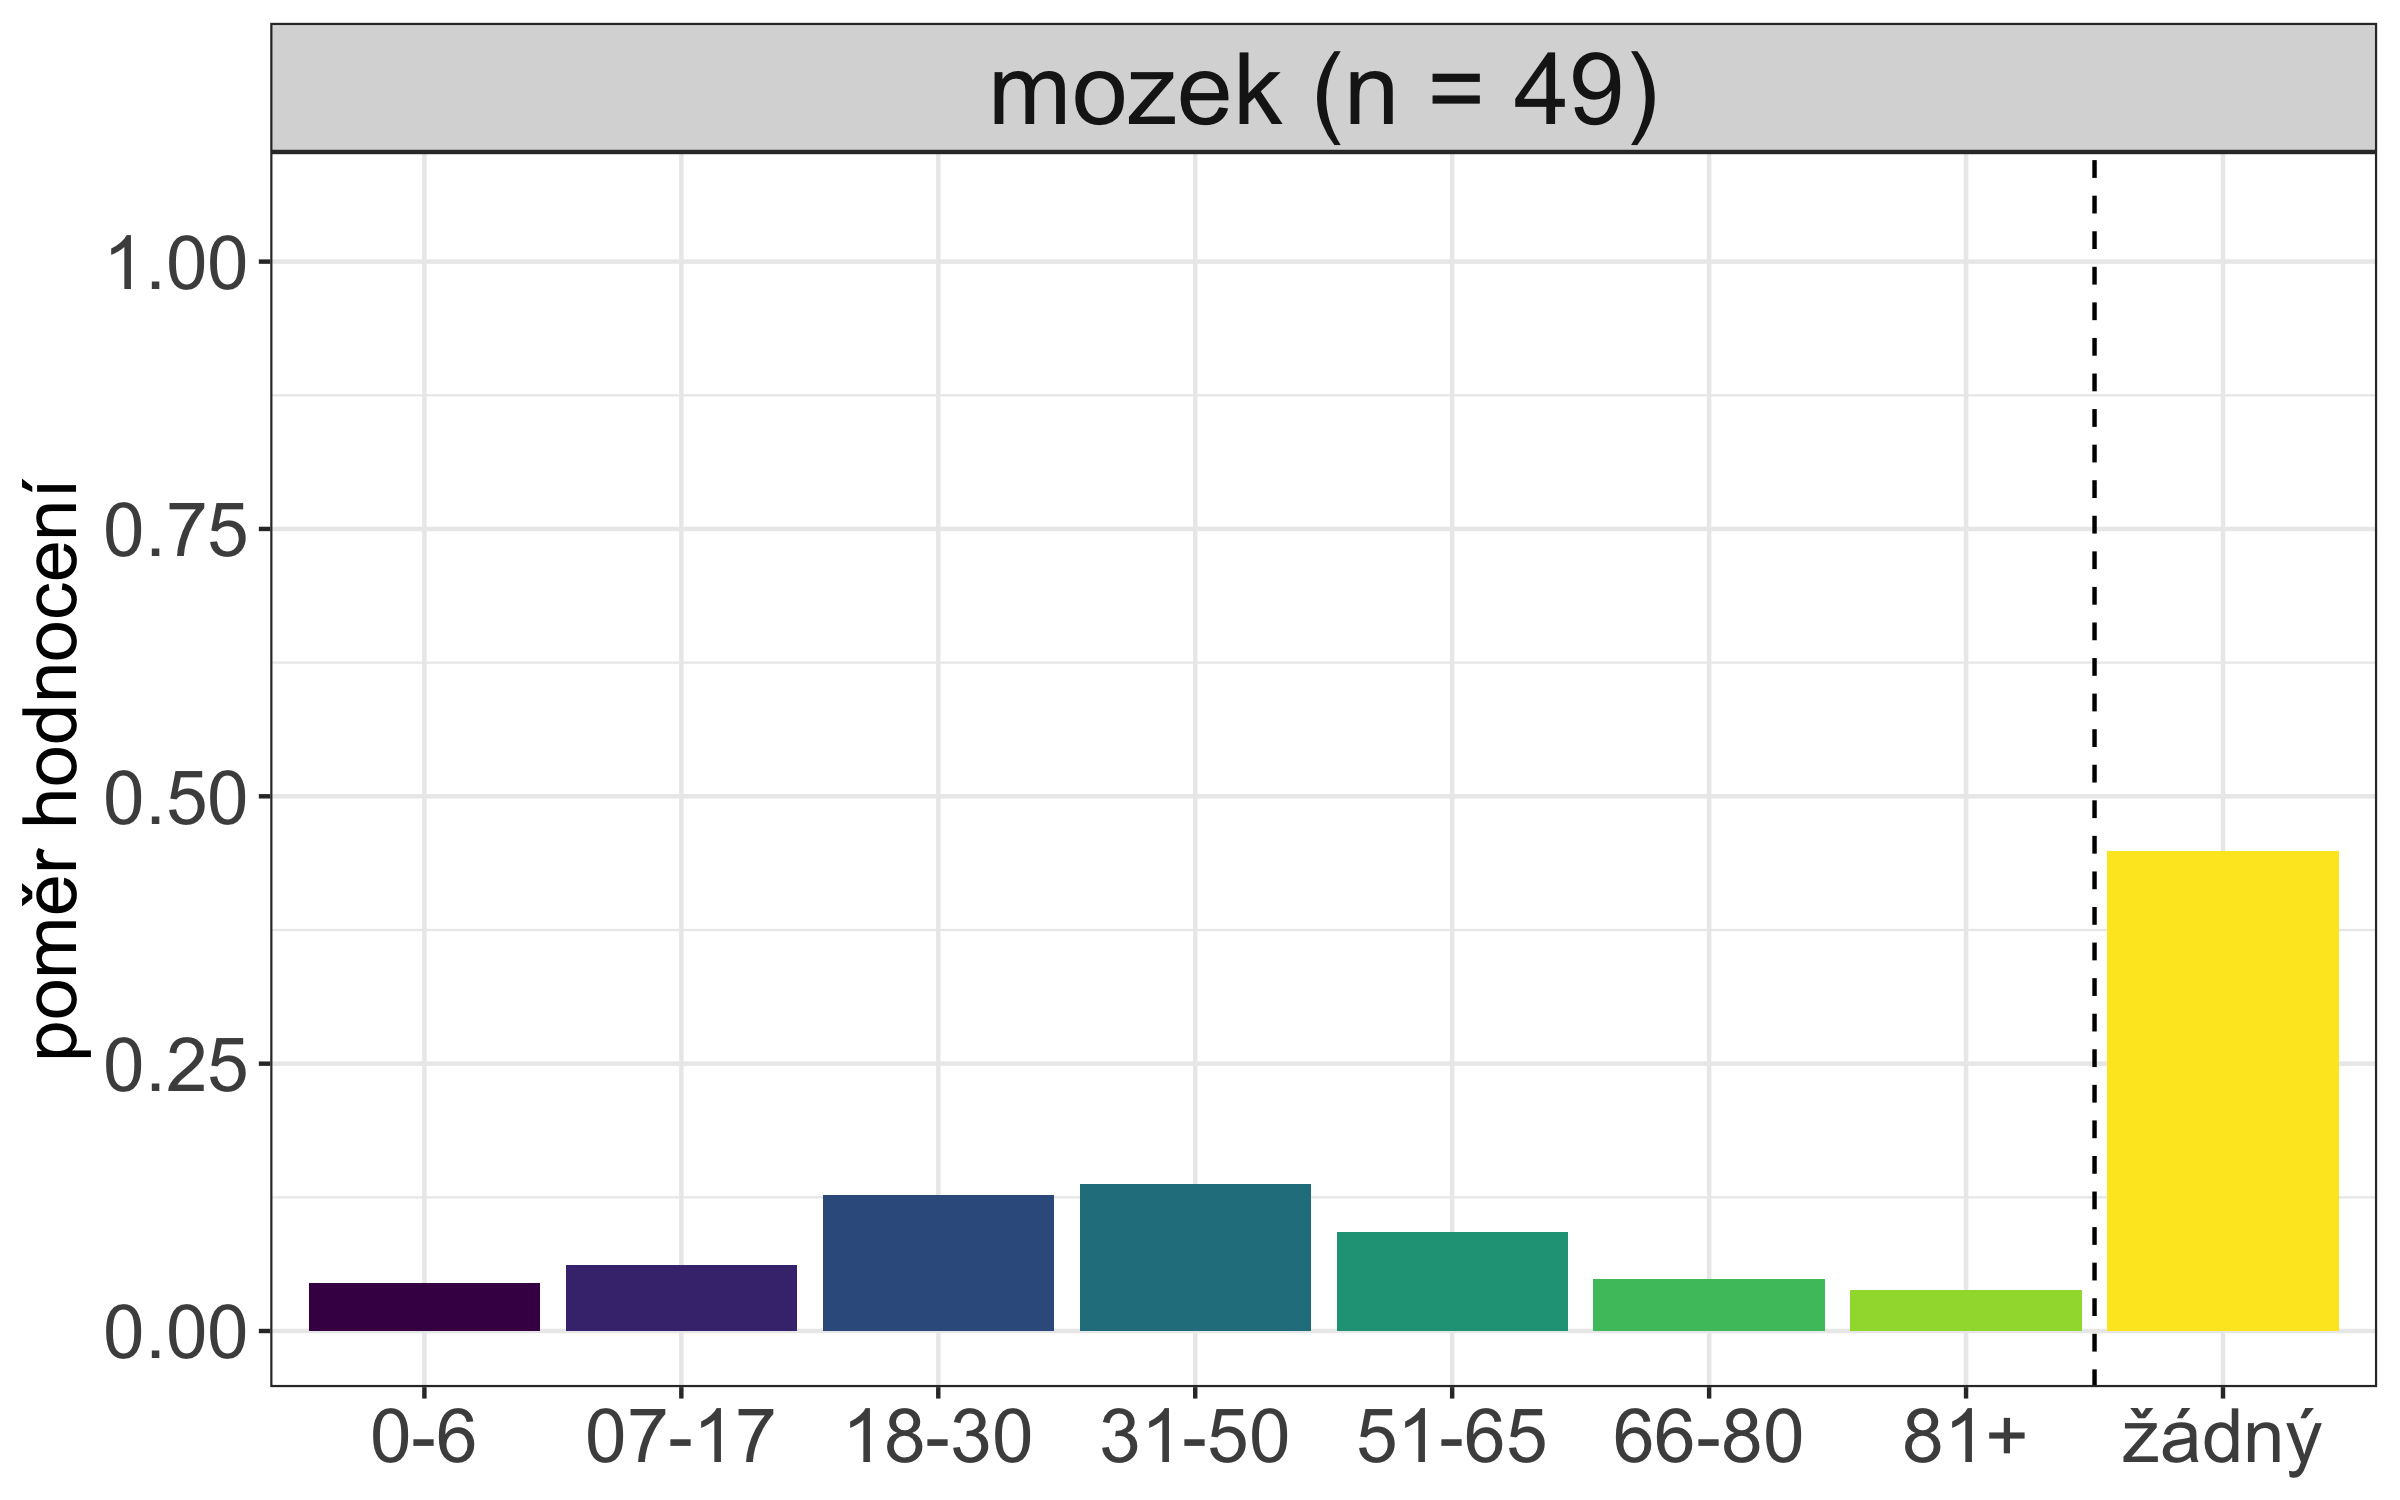 mozek (n = 49)
poměr hodnocení
1.00
0.75
0.50
0.25
0.00
0-6 07-17 18-30 31-50 51-65 66-80 81+ žádný